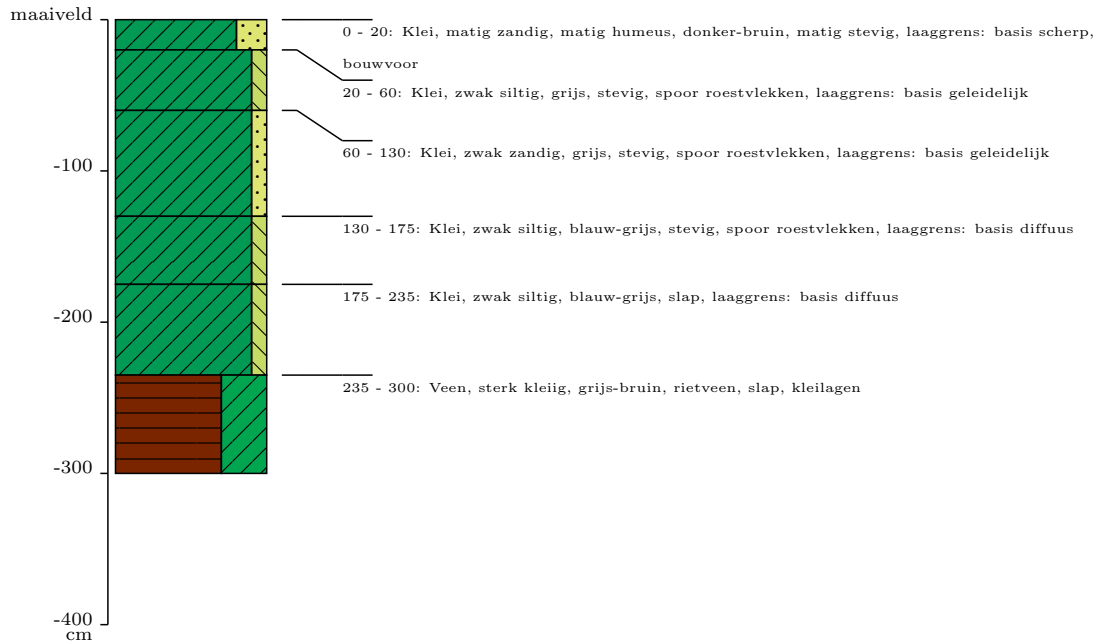 maaiveld
0 - 20: Klei, matig zandig, matig humeus, donker-bruin, matig stevig, laaggrens: basis scherp,
bouwvoor
20 - 60: Klei, zwak siltig, grijs, stevig, spoor roestvlekken, laaggrens: basis geleidelijk
60 - 130: Klei, zwak zandig, grijs, stevig, spoor roestvlekken, laaggrens: basis geleidelijk
-100
130 - 175: Klei, zwak siltig, blauw-grijs, stevig, spoor roestvlekken, laaggrens: basis diffuus
175 - 235: Klei, zwak siltig, blauw-grijs, slap, laaggrens: basis diffuus
-200
235 - 300: Veen, sterk kleiig, grijs-bruin, rietveen, slap, kleilagen
-300
-400
cm